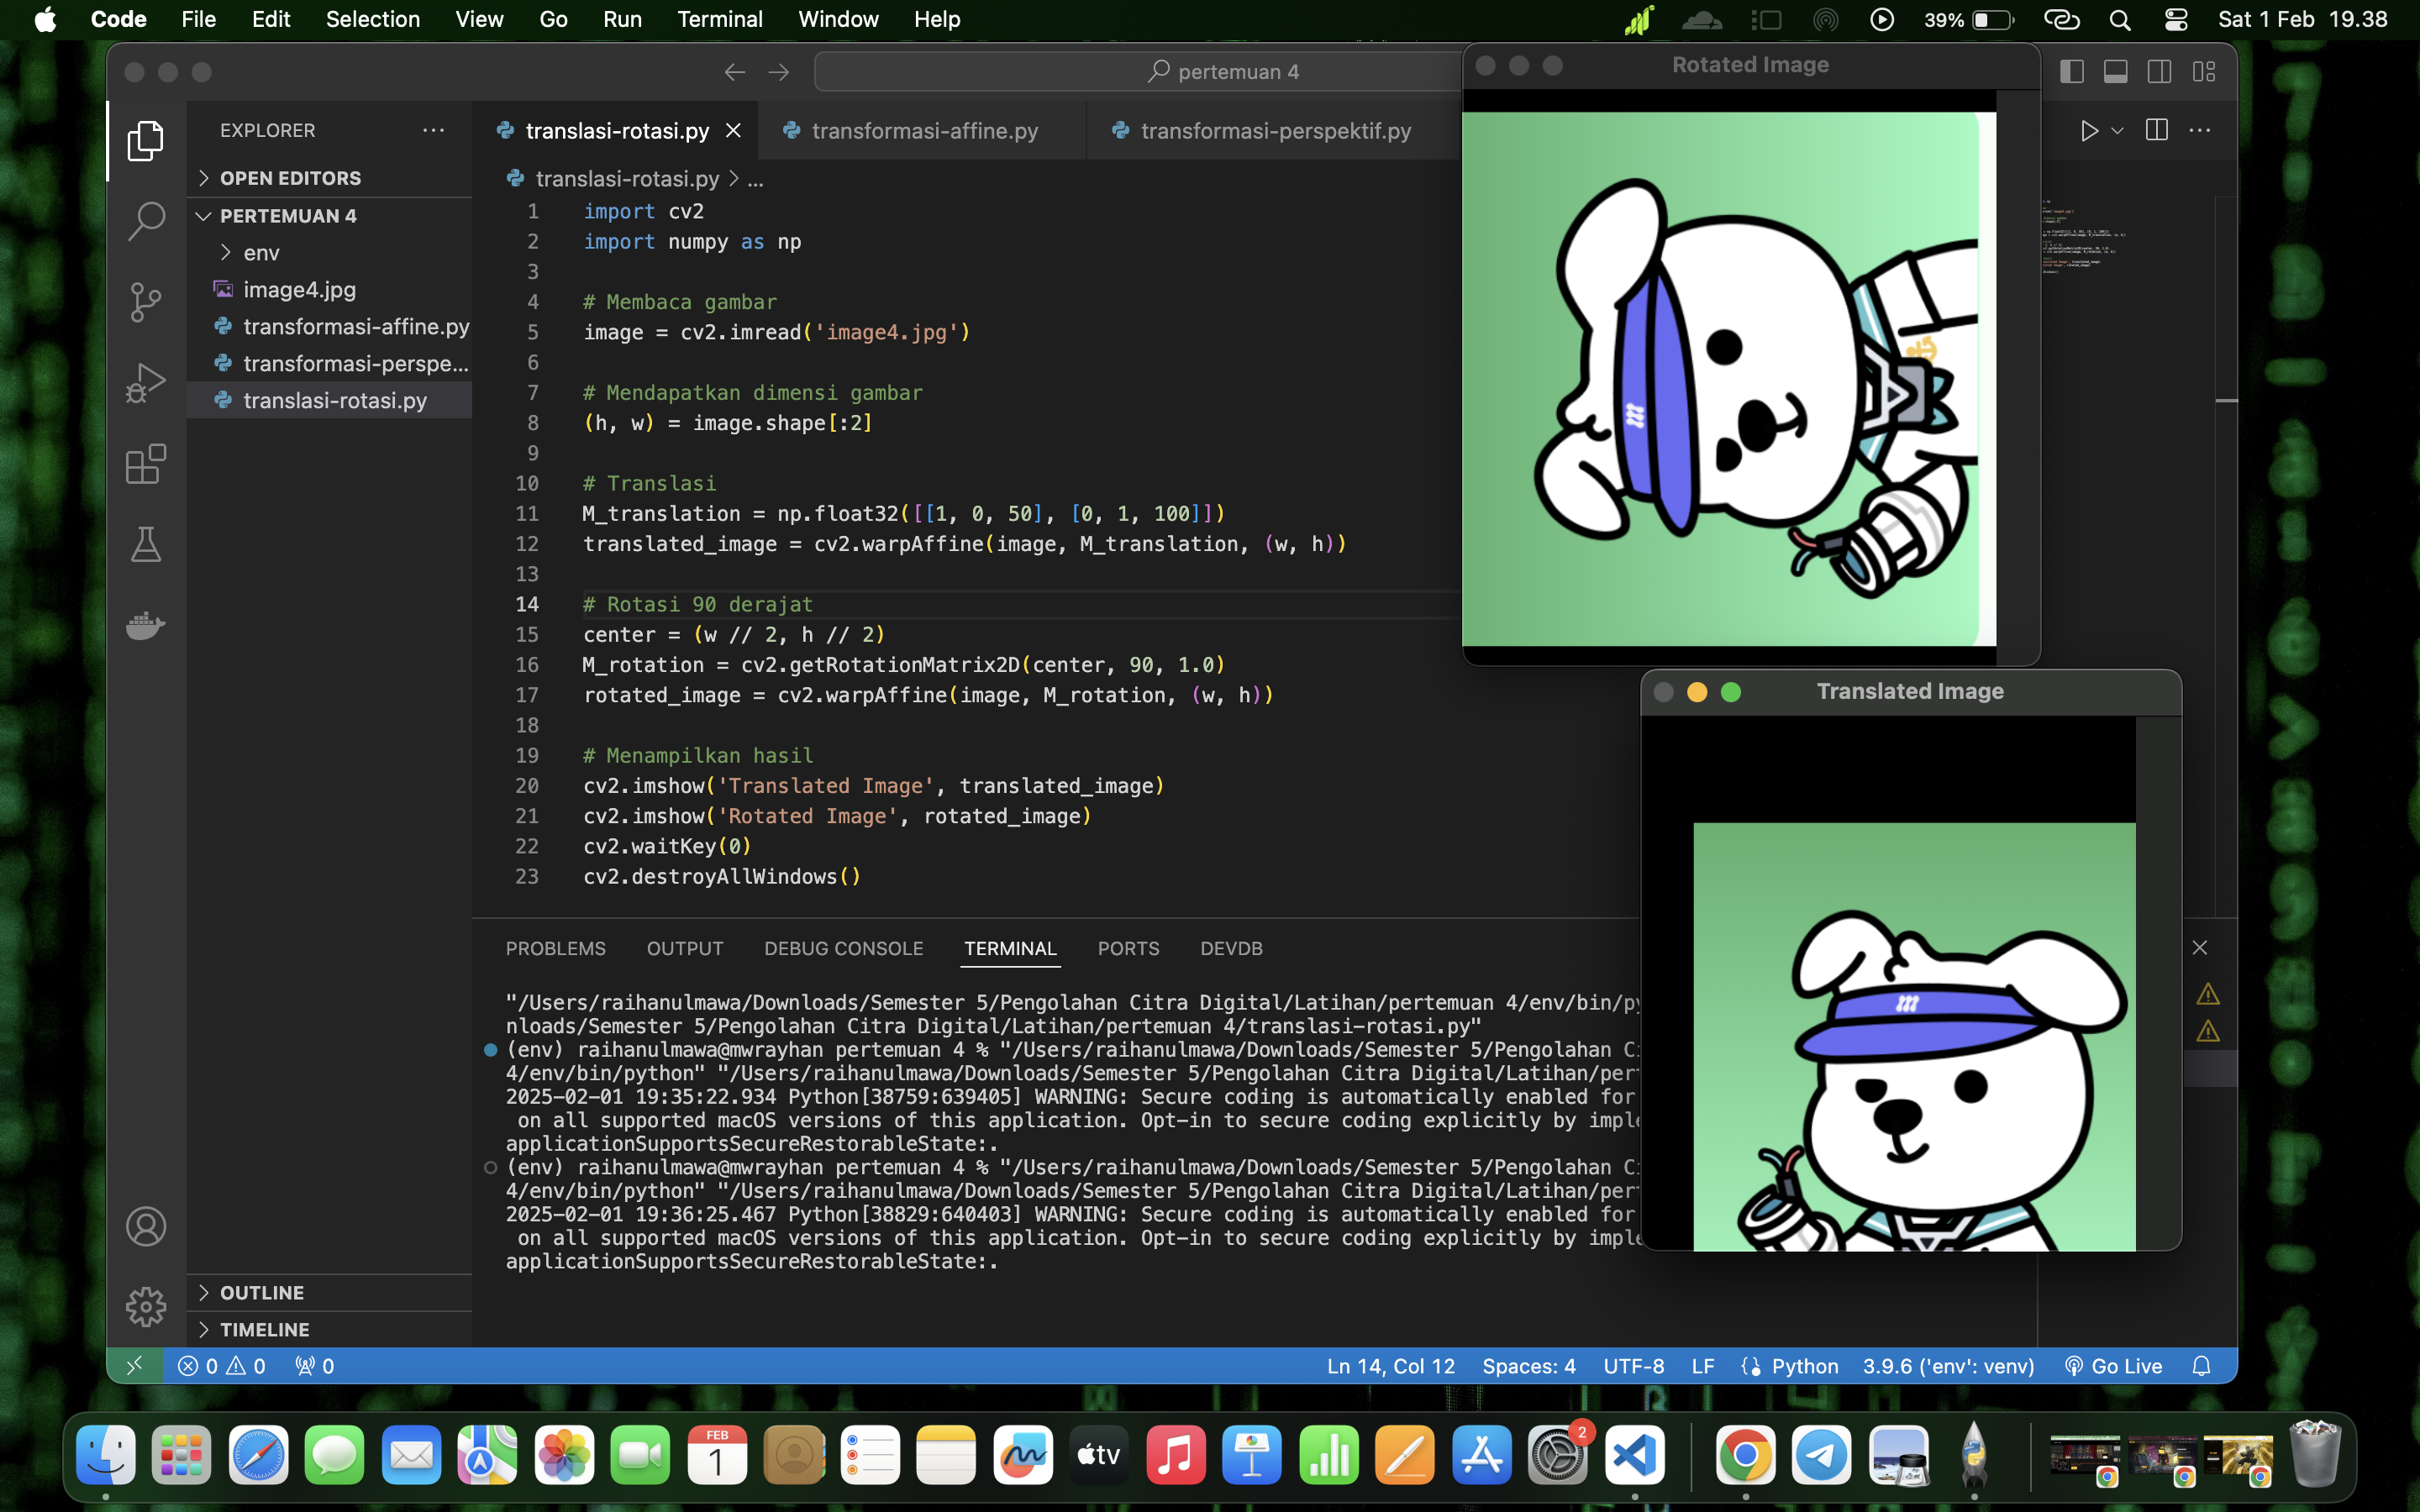 Code File Edit Selection View Go Run Terminal Window Help
39% Sat 1 Feb 19.38
pertemuan 4
EXPLORER
OPEN EDITORS
PERTEMUAN 4
env
image4.jpg
transformasi-affine.py
transformasi-perspe...
translasi-rotasi.py
OUTLINE
TIMELINE
translasi-rotasi.py transformasi-affine.py transformasi-perspektif.py
translasi-rotasi.py > ...
1 import cv2
2 import numpy as np
3
4 # Membaca gambar
5 image = cv2.imread('image4.jpg')
6
7 # Mendapatkan dimensi gambar
8 (h, w) = image.shape[:2]
9
10 # Translasi
11 M_translation = np.float32([[1, 0, 50], [0, 1, 100]])
12 translated_image = cv2.warpAffine(image, M_translation, (w, h))
13
14 # Rotasi 90 derajat
15 center = (w // 2, h // 2)
16 M_rotation = cv2.getRotationMatrix2D(center, 90, 1.0)
17 rotated_image = cv2.warpAffine(image, M_rotation, (w, h))
18
19 # Menampilkan hasil
20 cv2.imshow('Translated Image', translated_image)
21 cv2.imshow('Rotated Image', rotated_image)
22 cv2.waitKey(0)
23 cv2.destroyAllWindows()
Rotated Image
Translated Image
PROBLEMS OUTPUT DEBUG CONSOLE TERMINAL PORTS DEVDB
"/Users/raihanulmawa/Downloads/Semester 5/Pengolahan Citra Digital/Latihan/pertemuan 4/env/bin/py
nloads/Semester 5/Pengolahan Citra Digital/Latihan/pertemuan 4/translasi-rotasi.py"
(env) raihanulmawa@mwrayhan pertemuan 4 % "/Users/raihanulmawa/Downloads/Semester 5/Pengolahan C
4/env/bin/python" "/Users/raihanulmawa/Downloads/Semester 5/Pengolahan Citra Digital/Latihan/per
2025-02-01 19:35:22.934 Python[38759:639405] WARNING: Secure coding is automatically enabled for
on all supported macOS versions of this application. Opt-in to secure coding explicitly by imple
applicationSupportsSecureRestorableState:.
(env) raihanulmawa@mwrayhan pertemuan 4 % "/Users/raihanulmawa/Downloads/Semester 5/Pengolahan C
4/env/bin/python" "/Users/raihanulmawa/Downloads/Semester 5/Pengolahan Citra Digital/Latihan/per
2025-02-01 19:36:25.467 Python[38829:640403] WARNING: Secure coding is automatically enabled for
on all supported macOS versions of this application. Opt-in to secure coding explicitly by imple
applicationSupportsSecureRestorableState:.
0 0 0 Ln 14, Col 12 Spaces: 4 UTF-8 LF Python 3.9.6 ('env': venv) Go Live
FEB
1
tv
2